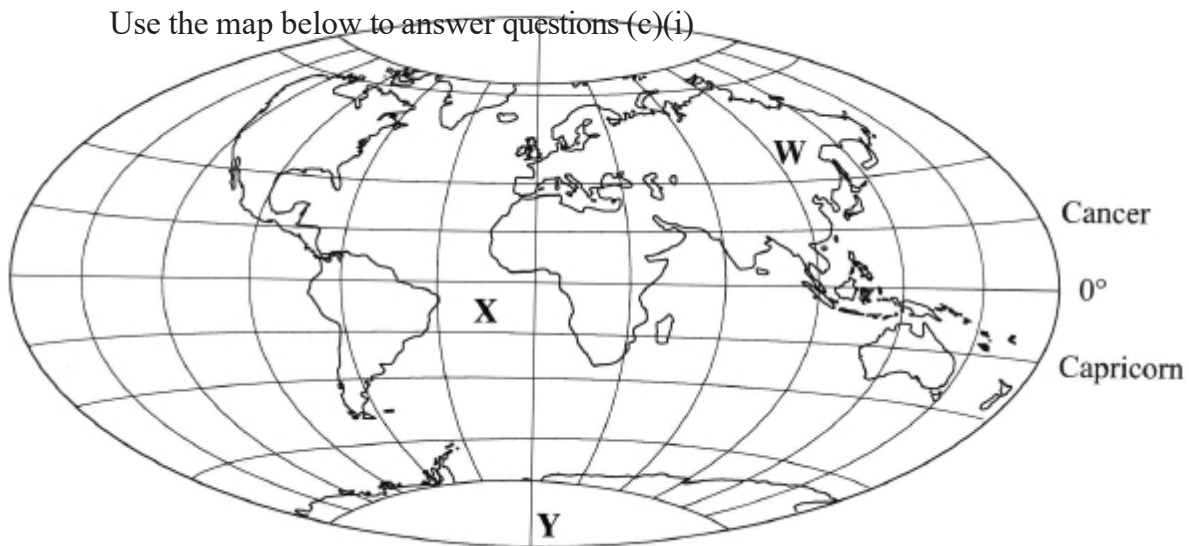 Use the map below to answer questions (c)(i)
W
Cancer
0°
X
Capricorn
Y